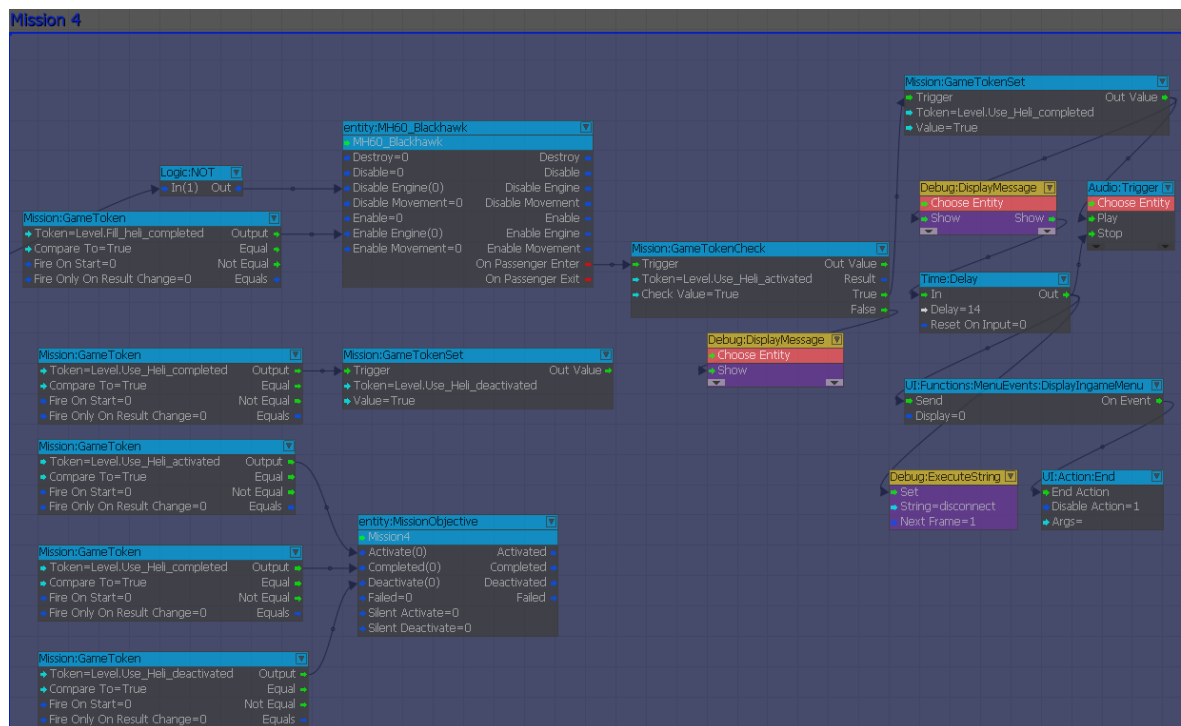 Mission 4
Mission:GameTokenSet
Trigger Out Value
Token=Level.Use_Heli_completed
Value=True
entity:MH60_Blackhawk
MH60_Blackhawk
Destroy=0 Destroy
Disable=0 Disable
Disable Engine(0) Disable Engine
Disable Movement=0 Disable Movement
Enable=0 Enable
Enable Engine(0) Enable Engine
Enable Movement=0 Enable Movement
On Passenger Enter
On Passenger Exit
Logic:NOT
In(1) Out
Mission:GameToken
Token=Level.Fill_heli_completed Output
Compare To=True Equal
Fire On Start=0 Not Equal
Fire Only On Result Change=0 Equals
Debug:DisplayMessage
Choose Entity
Show Show
Audio:Trigger
Choose Entity
Play
Stop
Mission:GameTokenCheck
Trigger Out Value
Token=Level.Use_Heli_activated Result
Check Value=True True
False
Time:Delay
In Out
Delay=14
Reset On Input=0
Debug:DisplayMessage
Choose Entity
Show
Mission:GameToken
Token=Level.Use_Heli_completed Output
Compare To=True Equal
Fire On Start=0 Not Equal
Fire Only On Result Change=0 Equals
Mission:GameTokenSet
Trigger Out Value
Token=Level.Use_Heli_deactivated
Value=True
UI:Functions:MenuEvents:DisplayIngameMenu
Send On Event
Display=0
Mission:GameToken
Token=Level.Use_Heli_activated Output
Compare To=True Equal
Fire On Start=0 Not Equal
Fire Only On Result Change=0 Equals
Debug:ExecuteString
Set
String=disconnect
Next Frame=1
UI:Action:End
End Action
Disable Action=1
Args=
entity:MissionObjective
Mission4
Activate(0) Activated
Completed(0) Completed
Deactivate(0) Deactivated
Failed=0 Failed
Silent Activate=0
Silent Deactivate=0
Mission:GameToken
Token=Level.Use_Heli_completed Output
Compare To=True Equal
Fire On Start=0 Not Equal
Fire Only On Result Change=0 Equals
Mission:GameToken
Token=Level.Use_Heli_deactivated Output
Compare To=True Equal
Fire On Start=0 Not Equal
Fire Only On Result Change=0 Equals